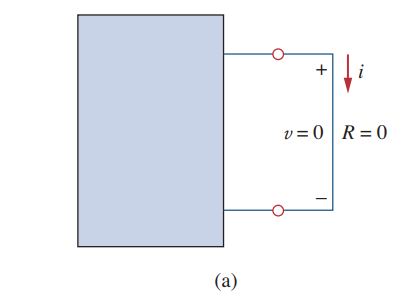 +
i
v = 0
R = 0
−
(a)